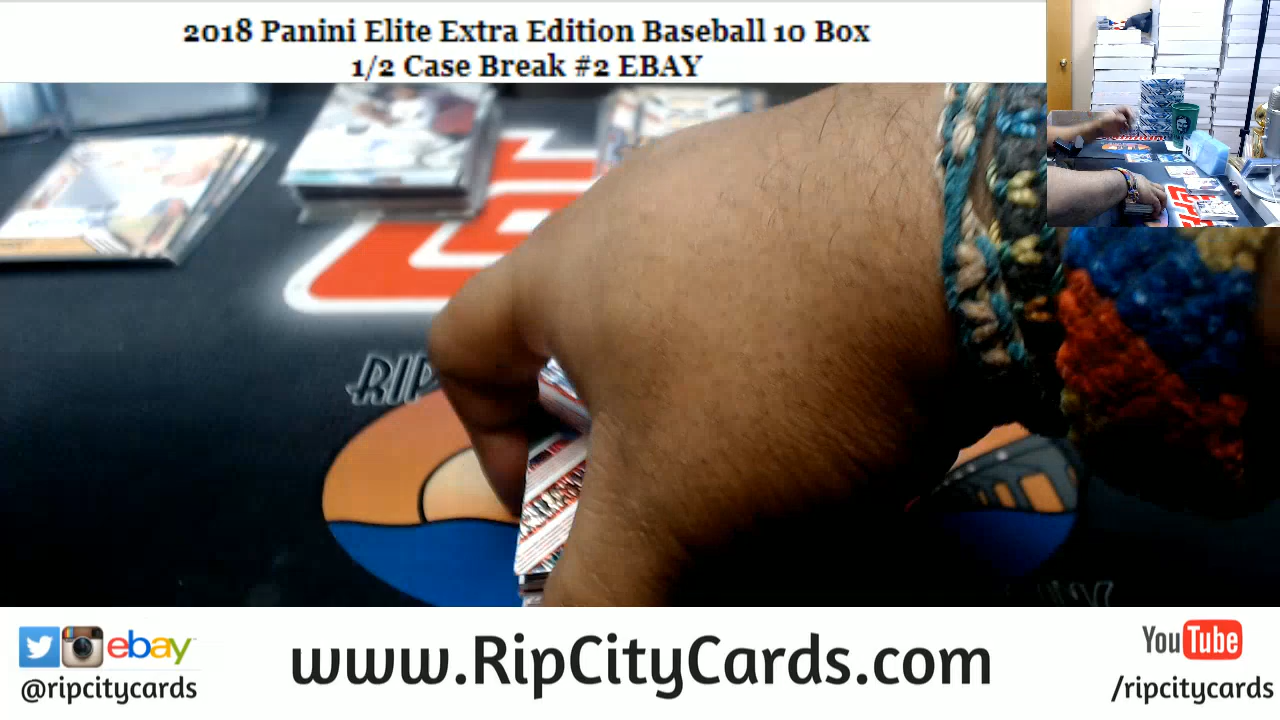 2018 Panini Elite Extra Edition Baseball 10 Box
1/2 Case Break #2 EBAY
RIP
ebay
@ripcitycards
www.RipCityCards.com
YouTube
/ripcitycards